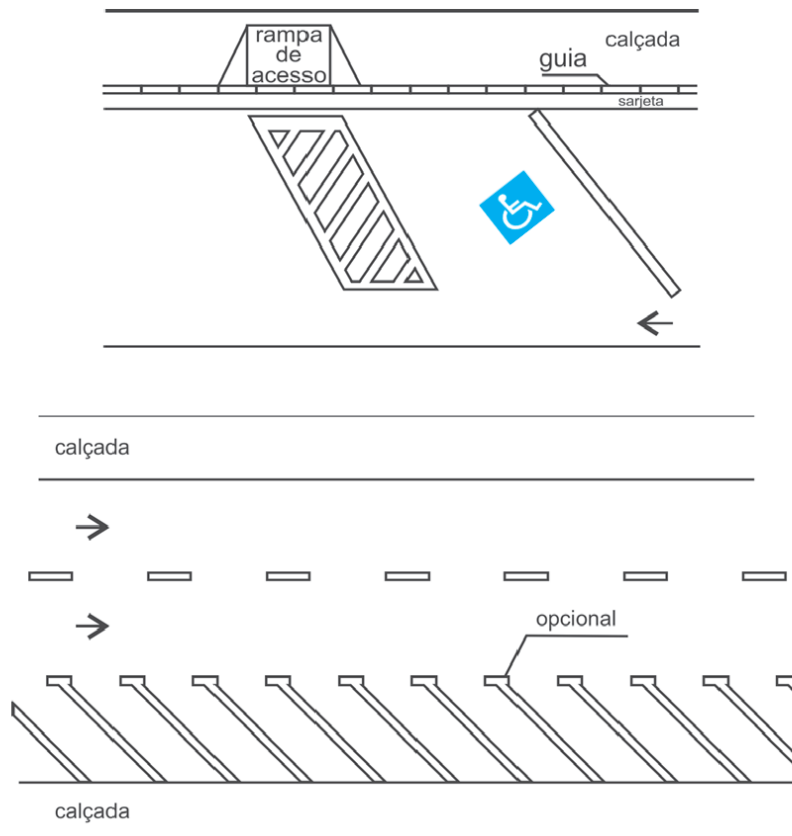 rampa
de
acesso
calçada
guia
sarjeta
calçada
opcional
calçada